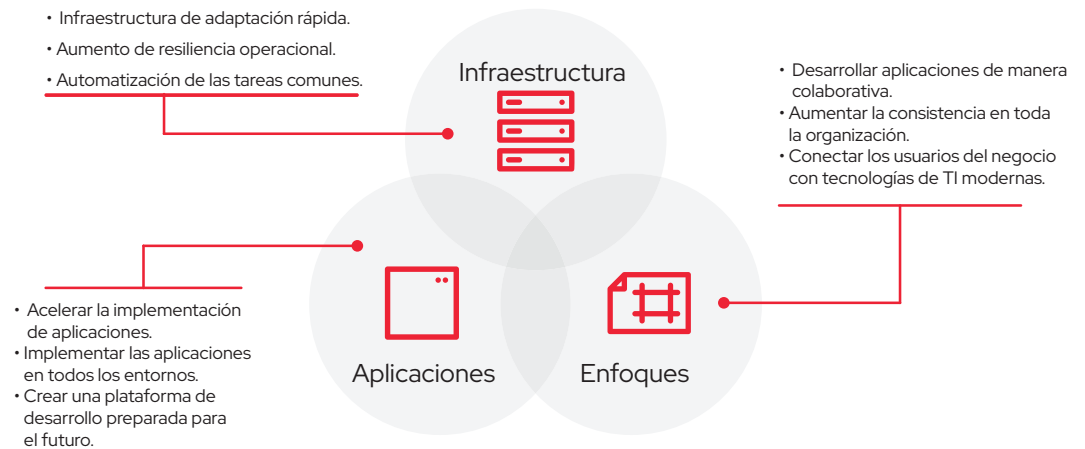 • Infraestructura de adaptación rápida.
• Aumento de resiliencia operacional.
• Automatización de las tareas comunes.
Infraestructura
• Desarrollar aplicaciones de manera
colaborativa.
• Aumentar la consistencia en toda
la organización.
• Conectar los usuarios del negocio
con tecnologías de TI modernas.
• Acelerar la implementación
de aplicaciones.
• Implementar las aplicaciones
en todos los entornos.
• Crear una plataforma de
desarrollo preparada para
el futuro.
Aplicaciones
Enfoques